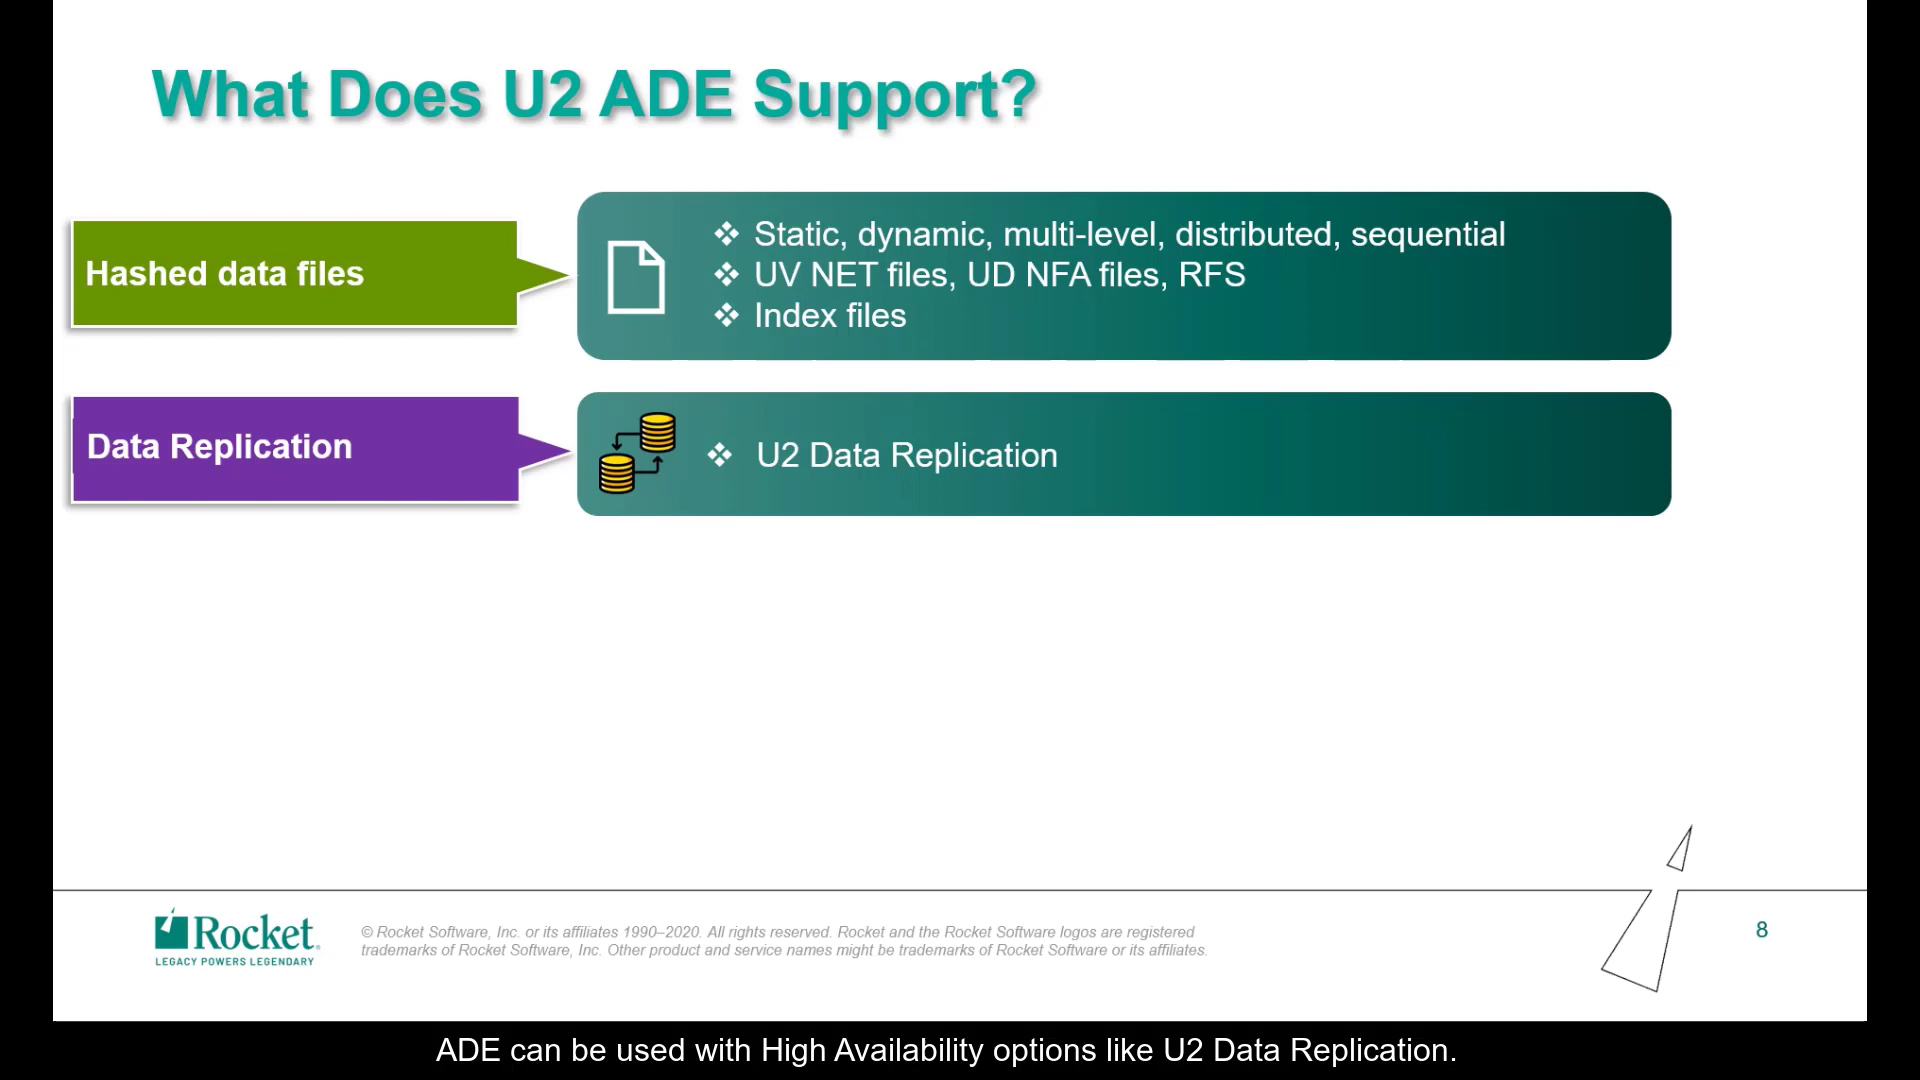 What Does U2 ADE Support?
Hashed data files
❖ Static, dynamic, multi-level, distributed, sequential
❖ UV NET files, UD NFA files, RFS
❖ Index files
Data Replication
❖ U2 Data Replication
Rocket
LEGACY POWERS LEGENDARY
© Rocket Software, Inc. or its affiliates 1990–2020. All rights reserved. Rocket and the Rocket Software logos are registered
trademarks of Rocket Software, Inc. Other product and service names might be trademarks of Rocket Software or its affiliates.
8
ADE can be used with High Availability options like U2 Data Replication.